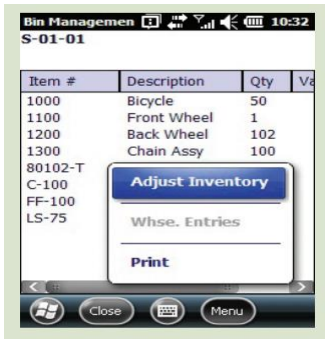 Bin Managemen 10:32
S-01-01
Item # Description Qty Va
1000 Bicycle 50
1100 Front Wheel 1
1200 Back Wheel 102
1300 Chain Assy 100
80102-T
C-100
FF-100
LS-75
Adjust Inventory
Whse. Entries
Print
Close Menu